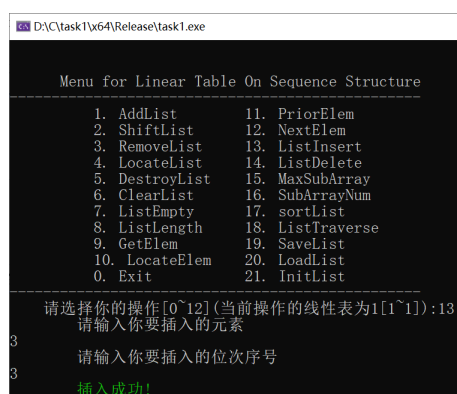 D:\C\task1\x64\Release\task1.exe
Menu for Linear Table On Sequence Structure
-------------------------------------------------
1. AddList 11. PriorElem
2. ShiftList 12. NextElem
3. RemoveList 13. ListInsert
4. LocateList 14. ListDelete
5. DestroyList 15. MaxSubArray
6. ClearList 16. SubArrayNum
7. ListEmpty 17. sortList
8. ListLength 18. ListTraverse
9. GetElem 19. SaveList
10. LocateElem 20. LoadList
0. Exit 21. InitList
-------------------------------------------------
请选择你的操作[0~12](当前操作的线性表为1[1~1]):13
请输入你要插入的元素
3
请输入你要插入的位次序号
3
插入成功!